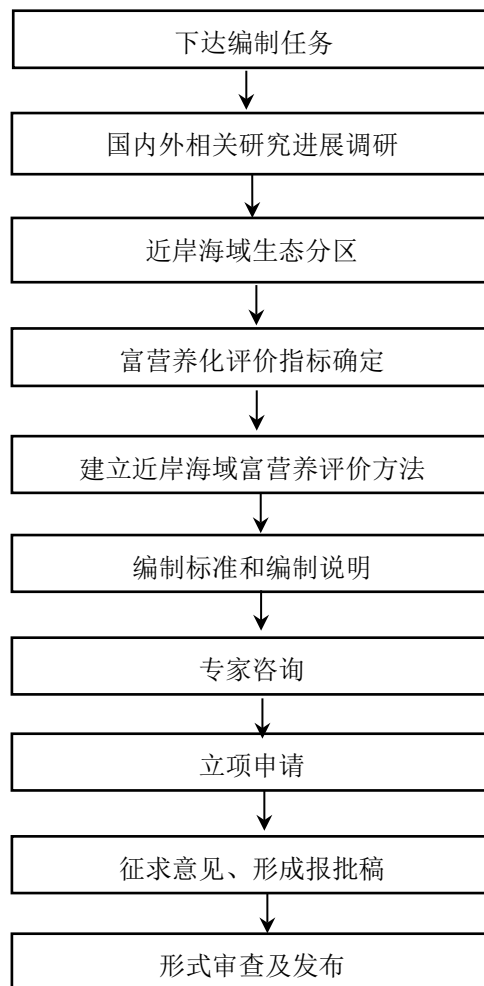 下达编制任务
国内外相关研究进展调研
近岸海域生态分区
富营养化评价指标确定
建立近岸海域富营养评价方法
编制标准和编制说明
专家咨询
立项申请
征求意见、形成报批稿
形式审查及发布